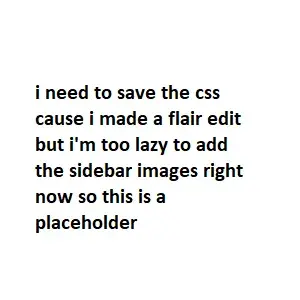 i need to save the css
cause i made a flair edit
but i'm too lazy to add
the sidebar images right
now so this is a
placeholder